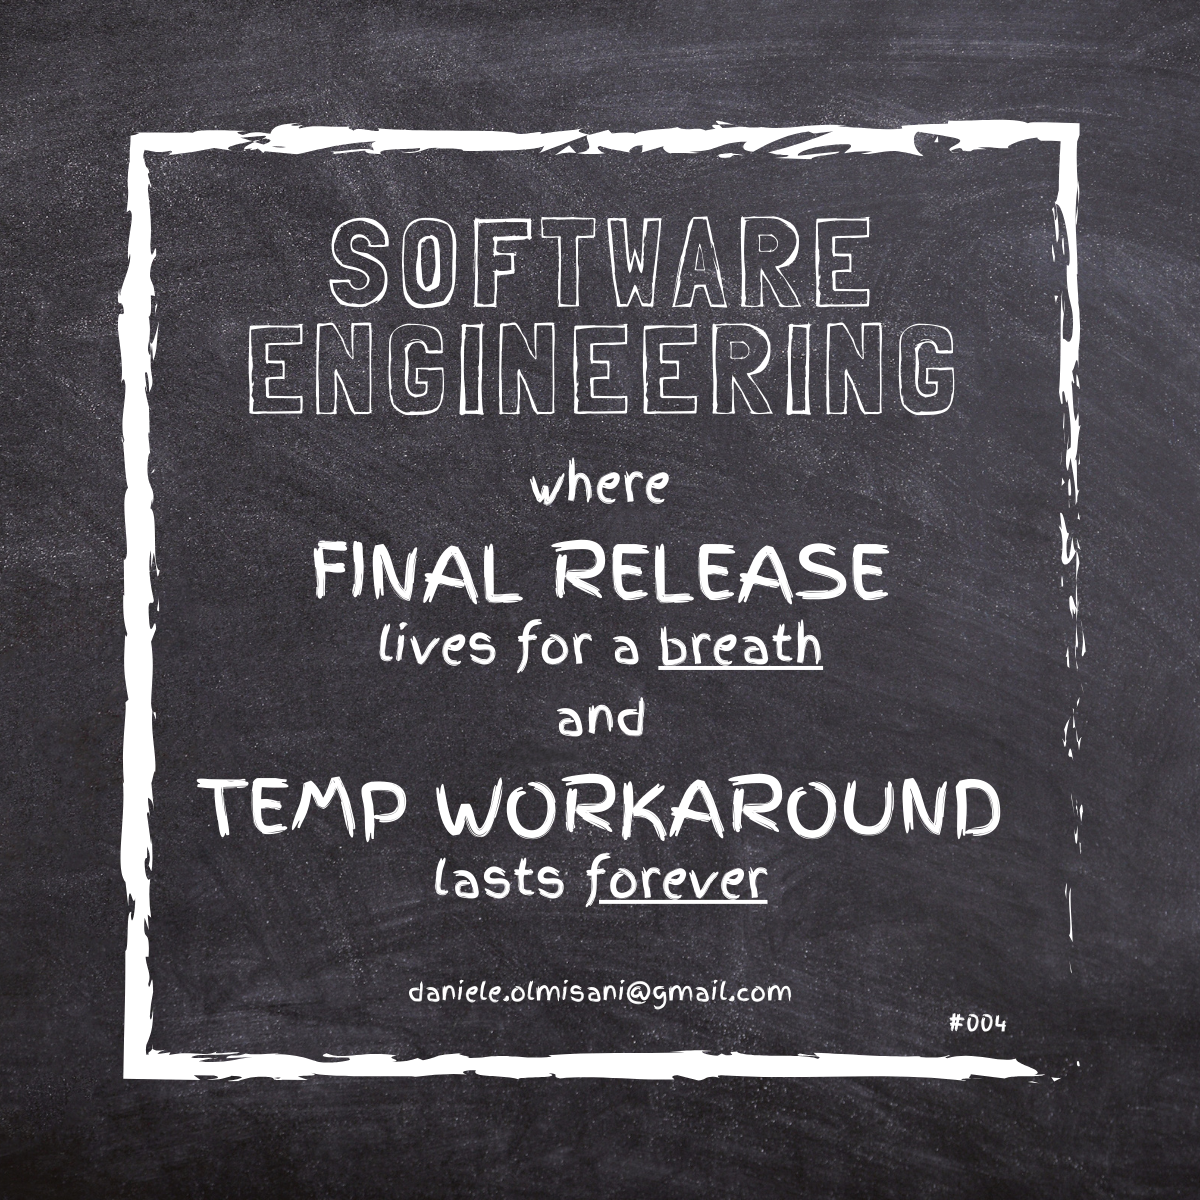 SOFTWARE
ENGINEERING
where
FINAL RELEASE
lives for a breath
and
TEMP WORKAROUND
lasts forever
daniele.olmisani@gmail.com
#004